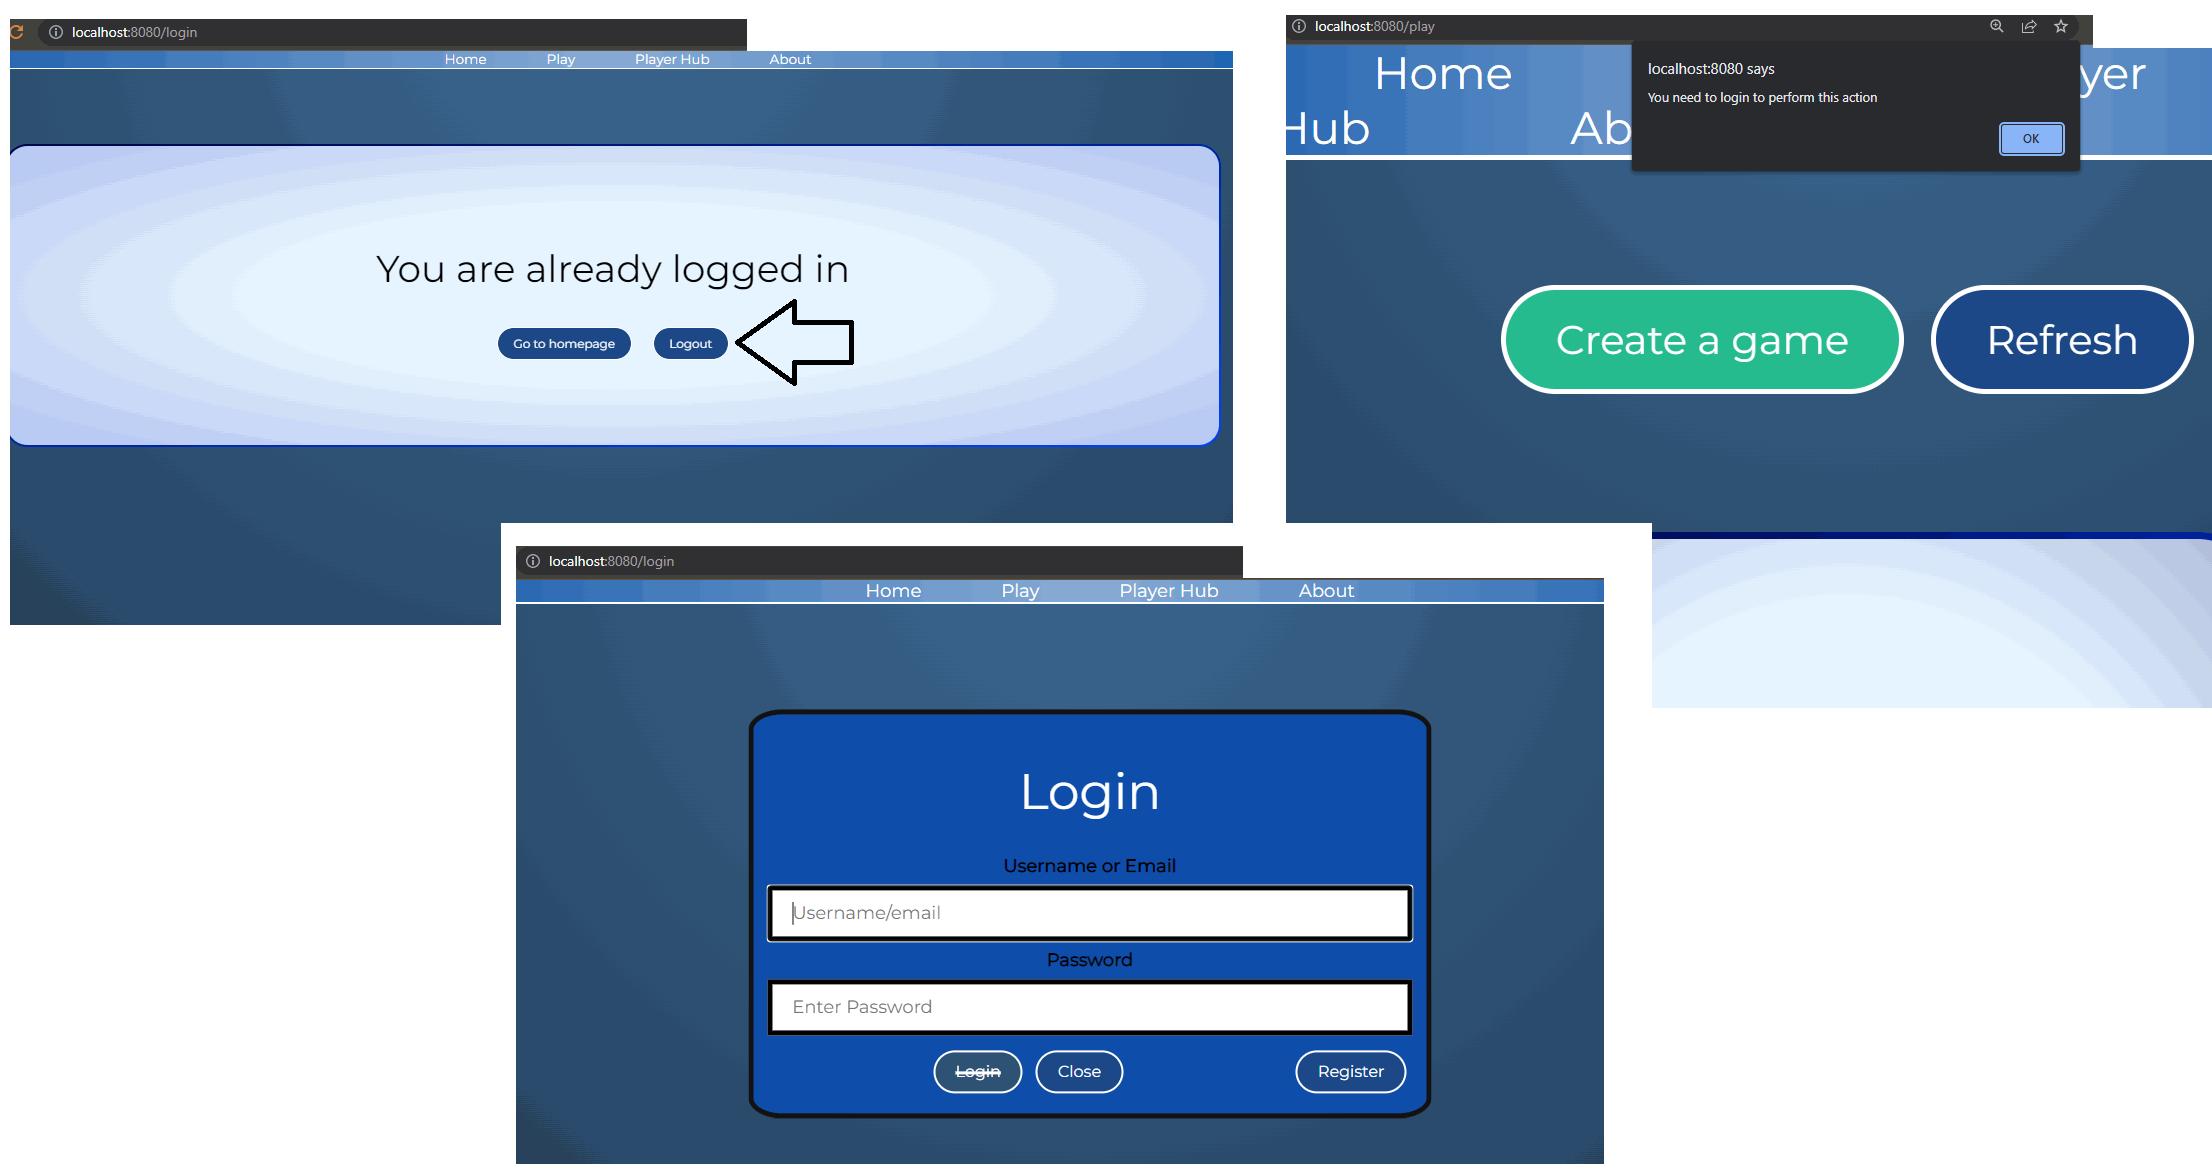 localhost:8080/login
Home Play Player Hub About
You are already logged in
Go to homepage Logout
localhost:8080/play
localhost:8080 says
You need to login to perform this action
OK
Home yer
Hub Ab
Create a game Refresh
localhost:8080/login
Home Play Player Hub About
Login
Username or Email
Username/email
Password
Enter Password
Login Close Register